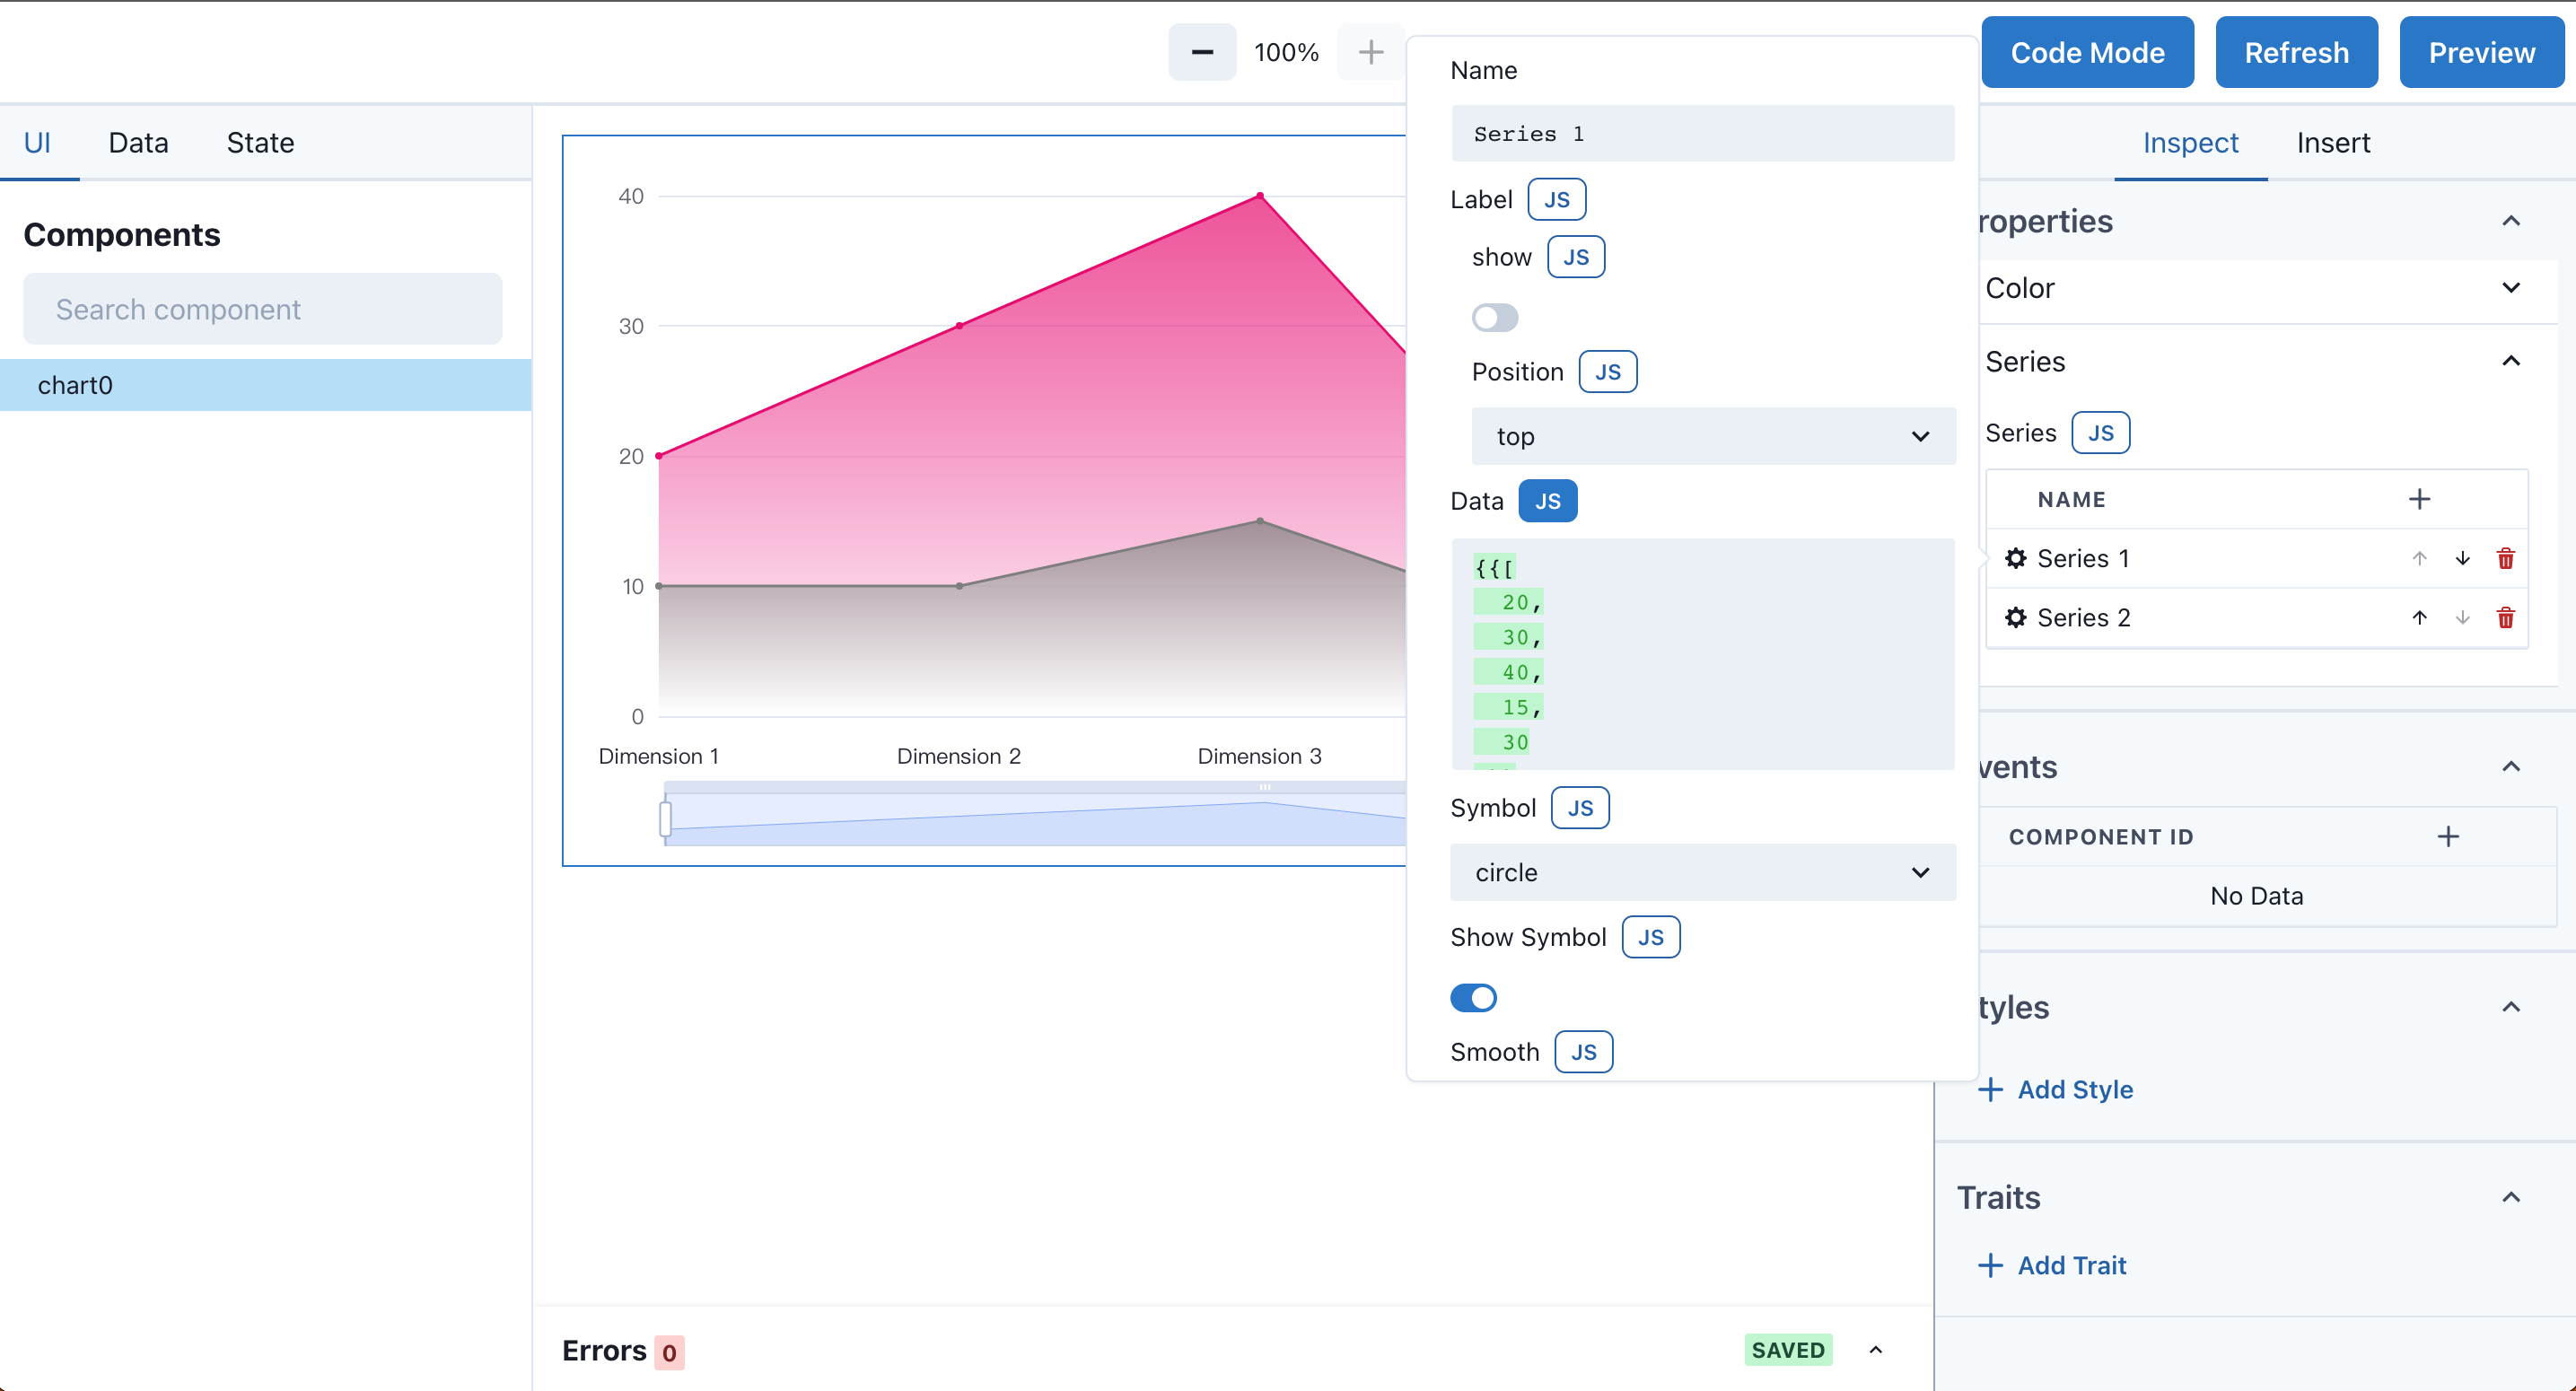 100%
Code Mode
Refresh
Preview
UI
Data
State
Components
Search component
chart0
40
30
20
10
0
Dimension 1
Dimension 2
Dimension 3
Name
Series 1
Label JS
show JS
Position JS
top
Data JS
{{[
20,
30,
40,
15,
30
Symbol JS
circle
Show Symbol JS
Smooth JS
Inspect
Insert
roperties
Color
Series
Series JS
NAME
Series 1
Series 2
vents
COMPONENT ID
No Data
tyles
Add Style
Traits
Add Trait
Errors 0
SAVED